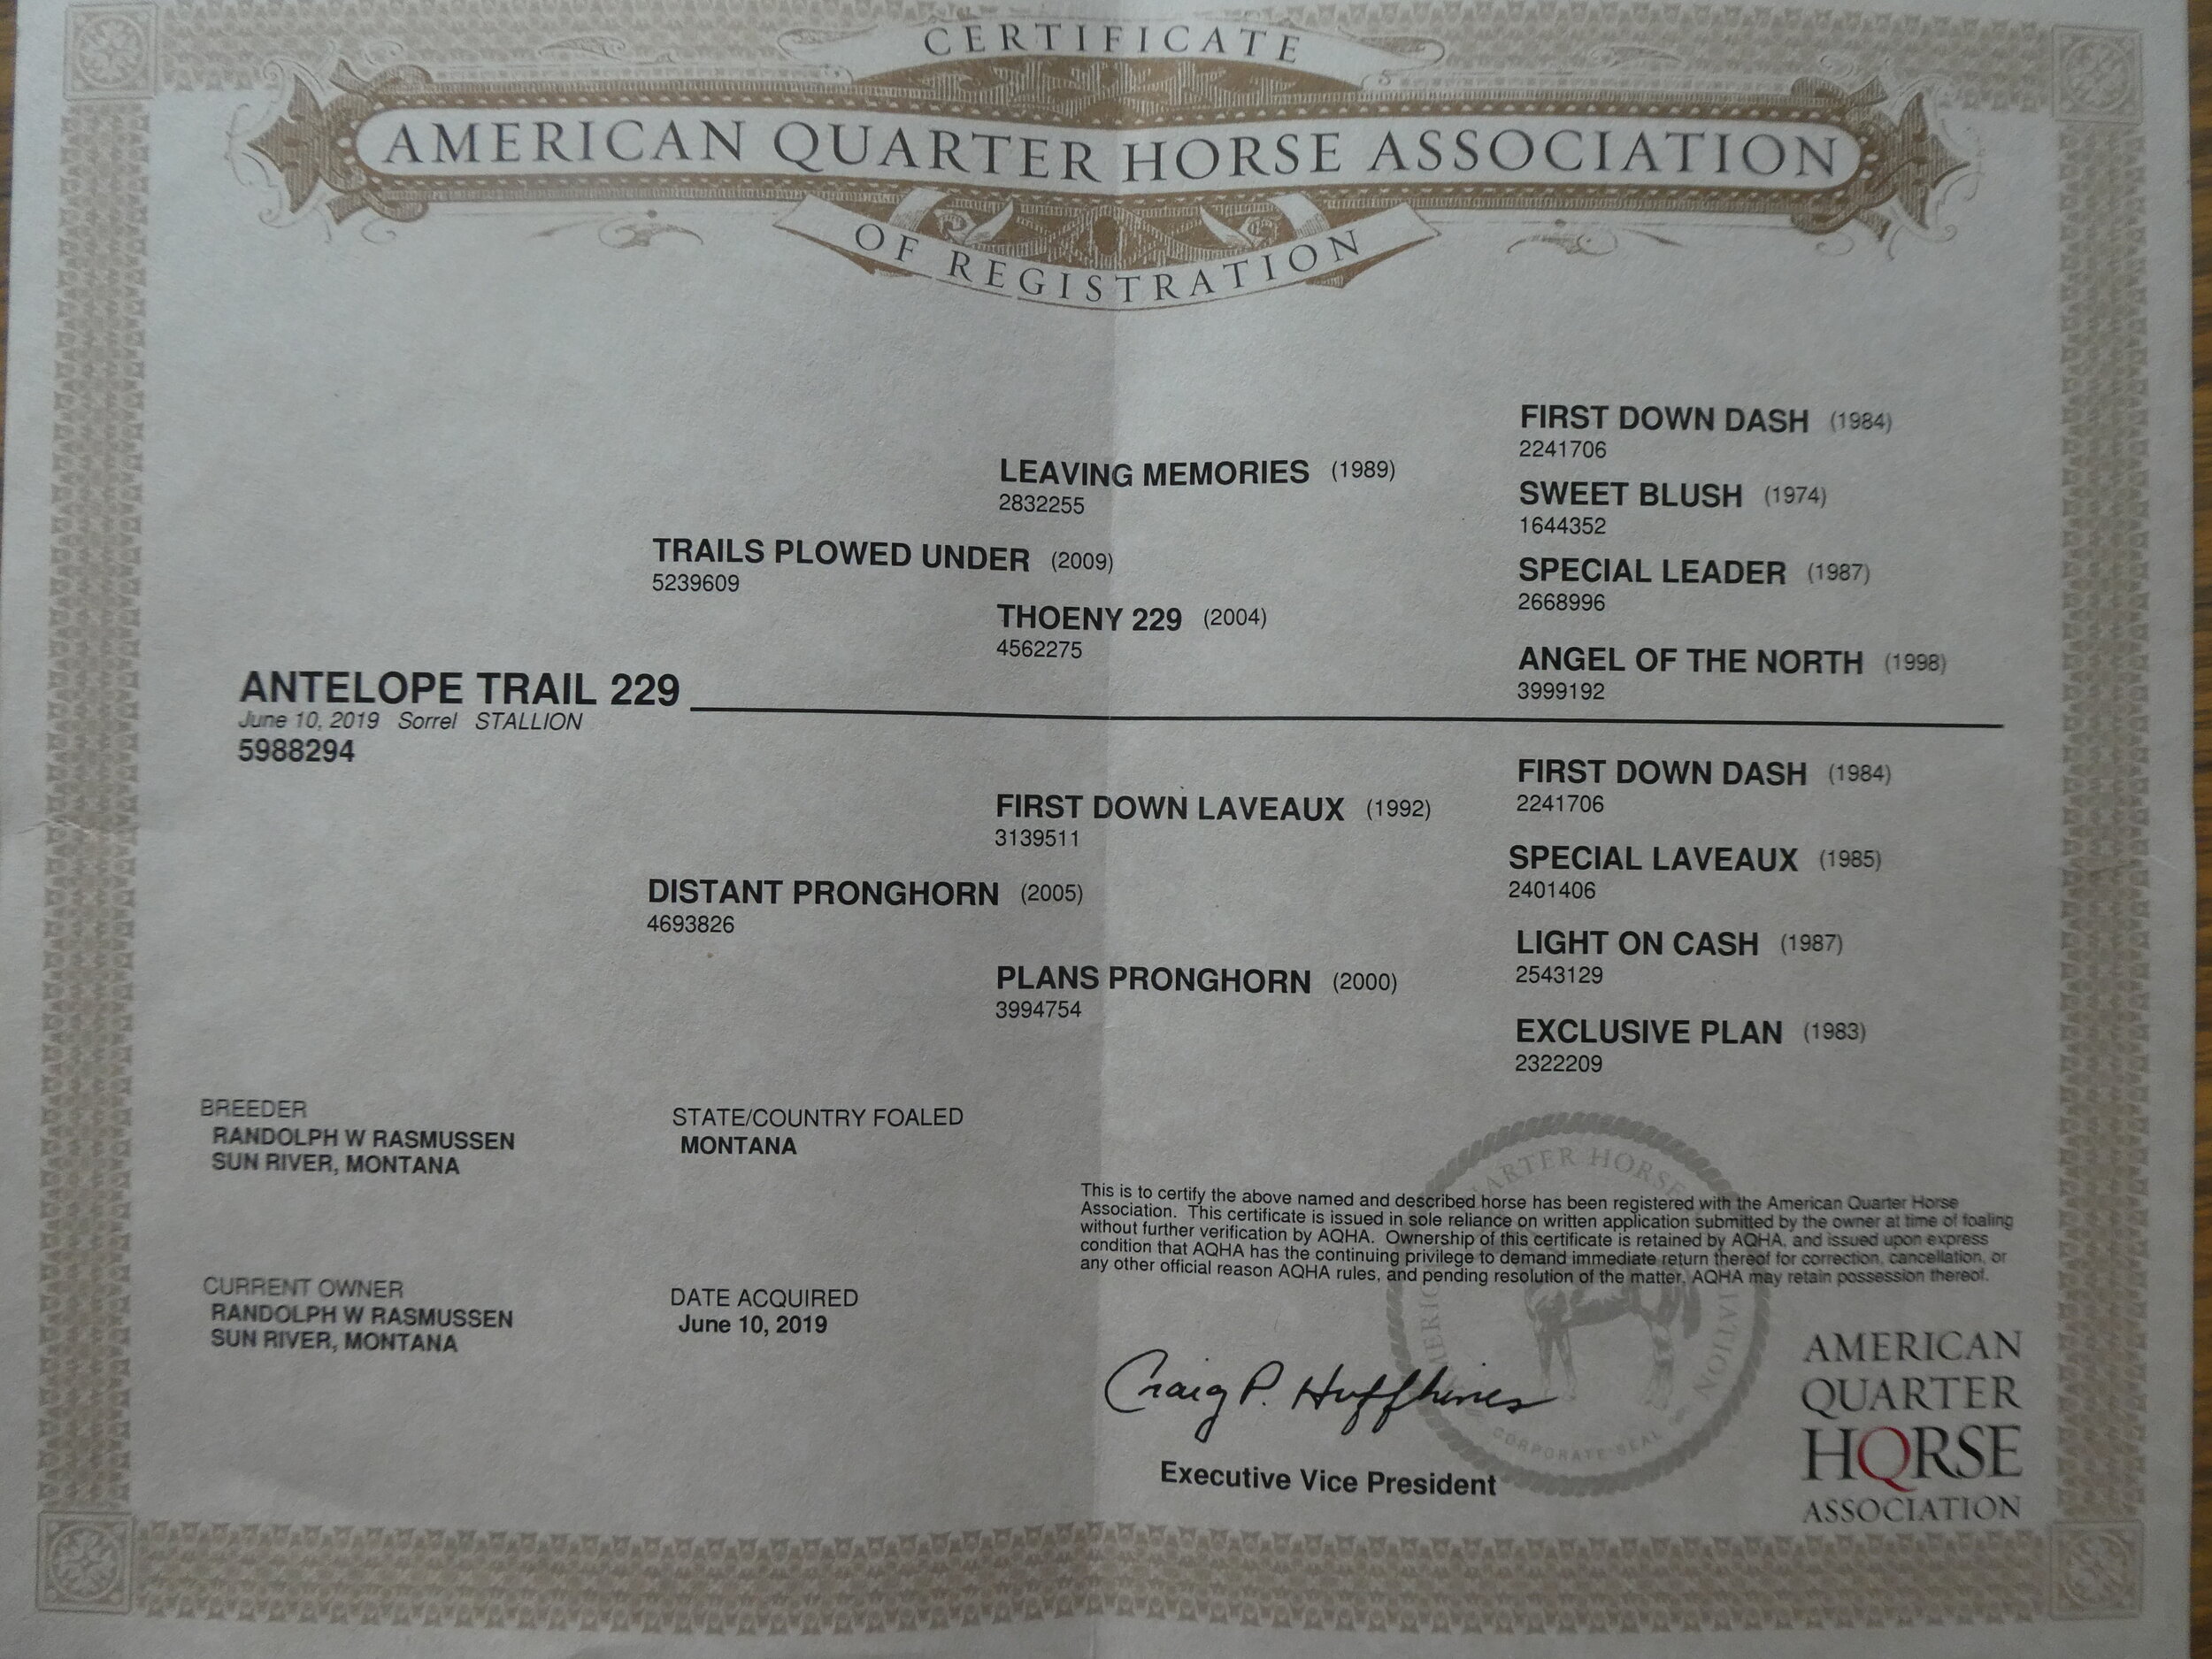 CERTIFICATE
AMERICAN QUARTER HORSE ASSOCIATION
OF REGISTRATION
FIRST DOWN DASH (1984)
2241706
LEAVING MEMORIES (1989)
2832255
SWEET BLUSH (1974)
1644352
TRAILS PLOWED UNDER (2009)
5239609
SPECIAL LEADER (1987)
2668996
THOENY 229 (2004)
4562275
ANGEL OF THE NORTH (1998)
3999192
ANTELOPE TRAIL 229
June 10, 2019 Sorrel STALLION
5988294
FIRST DOWN DASH (1984)
2241706
FIRST DOWN LAVEAUX (1992)
3139511
SPECIAL LAVEAUX (1985)
2401406
DISTANT PRONGHORN (2005)
4693826
LIGHT ON CASH (1987)
2543129
PLANS PRONGHORN (2000)
3994754
EXCLUSIVE PLAN (1983)
2322209
BREEDER
RANDOLPH W RASMUSSEN
SUN RIVER, MONTANA
STATE/COUNTRY FOALED
MONTANA
This is to certify the above named and described horse has been registered with the American Quarter Horse
Association. This certificate is issued in sole reliance on written application submitted by the owner at time of foaling
without further verification by AQHA. Ownership of this certificate is retained by AQHA, and issued upon express
condition that AQHA has the continuing privilege to demand immediate return thereof for correction, cancellation, or
any other official reason AQHA rules, and pending resolution of the matter, AQHA may retain possession thereof.
CURRENT OWNER
RANDOLPH W RASMUSSEN
SUN RIVER, MONTANA
DATE ACQUIRED
June 10, 2019
Craig P. Huffhines
Executive Vice President
CORPORATE SEAL
AMERICAN
QUARTER
HORSE
ASSOCIATION